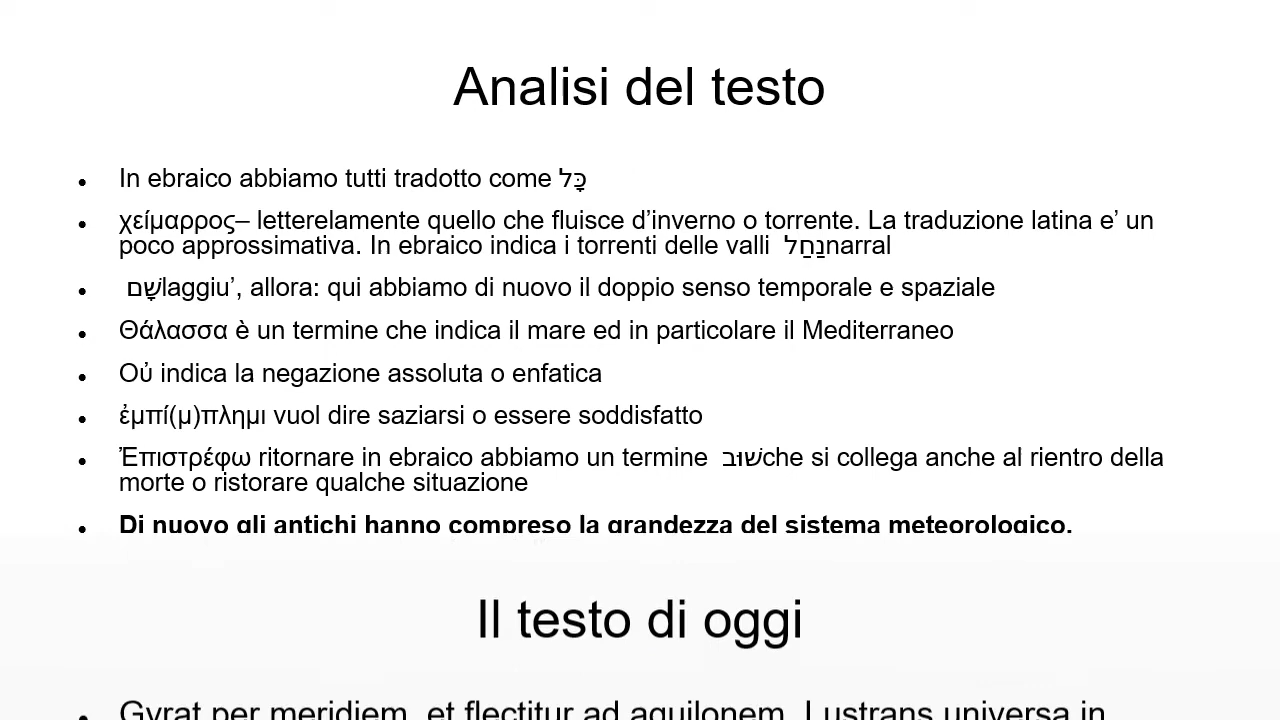 Analisi del testo
In ebraico abbiamo tutti tradotto come כָּל
χείμαρρος– letterelamente quello che fluisce d’inverno o torrente. La traduzione latina e’ un
poco approssimativa. In ebraico indica i torrenti delle valli נַחַלnarral
שָׁםlaggiu’, allora: qui abbiamo di nuovo il doppio senso temporale e spaziale
Θάλασσα è un termine che indica il mare ed in particolare il Mediterraneo
Οὐ indica la negazione assoluta o enfatica
ἐμπί(μ)πλημι vuol dire saziarsi o essere soddisfatto
Ἐπιστρέφω ritornare in ebraico abbiamo un termine שׁוּבche si collega anche al rientro della
morte o ristorare qualche situazione
Di nuovo gli antichi hanno compreso la grandezza del sistema meteorologico.
Il testo di oggi
Gyrat per meridiem, et flectitur ad aquilonem. Lustrans universa in